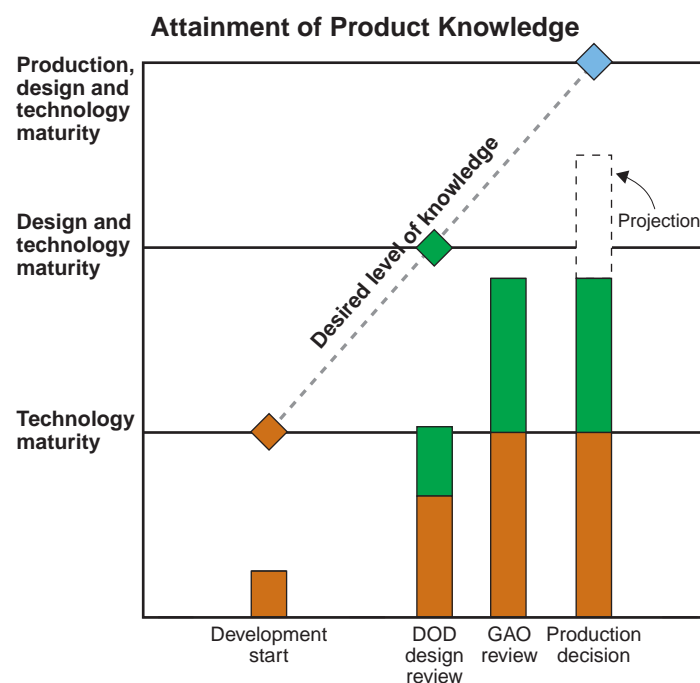 Attainment of Product Knowledge
Production,
design and
technology
maturity
Design and
technology
maturity
Technology
maturity
Desired level of knowledge
Projection
Development
start
DOD
design
review
GAO
review
Production
decision